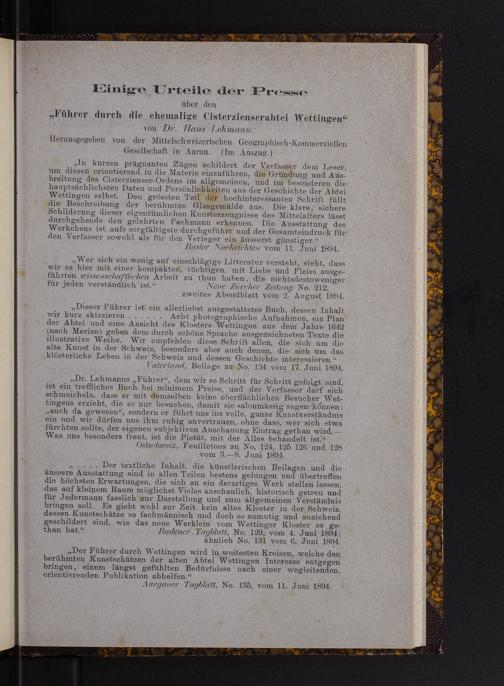 Einige Urteile der Presse
über den
„Führer durch die ehemalige Cisterzienserabtei Wettingen“
von Dr. Hans Lehmann.
Herausgegeben von der Mittelschweizerischen Geographisch-Kommerziellen
Gesellschaft in Aarau. (Im Auszug.)
„In kurzen prägnanten Zügen schildert der Verfasser dem Leser,
um diesen orientierend in die Materie einzuführen, die Gründung und Aus-
breitung des Cisterzienser-Ordens im allgemeinen, und im besonderen die
hauptsächlichsten Daten und Persönlichkeiten aus der Geschichte der Abtei
Wettingen selbst. Den grössten Teil der hochinteressanten Schrift füllt
die Beschreibung der berühmten Glasgemälde aus. Die klare, sichere
Schilderung dieser eigentümlichen Kunsterzeugnisse des Mittelalters lässt
durchgehends den gelehrten Fachmann erkennen. Die Ausstattung des
Werkchens ist aufs sorgfältigste durchgeführt und der Gesamteindruck für
den Verfasser sowohl als für den Verleger ein äusserst günstiger.“
Basler Nachrichten vom 11. Juni 1894.
„Wer sich ein wenig auf einschlägige Litteratur versteht, sieht, dass
wir es hier mit einer kompakten, tüchtigen, mit Liebe und Fleiss ausge-
führten wissenschaftlichen Arbeit zu thun haben, die nichtsdestoweniger
für jeden verständlich ist.“ Neue Zürcher Zeitung No. 212,
zweites Abendblatt vom 2. August 1894.
„Dieser Führer ist ein allerliebst ausgestattetes Buch, dessen Inhalt
wir kurz skizzieren . . . . . . . Acht photographische Aufnahmen, ein Plan
der Abtei und eine Ansicht des Klosters Wettingen aus dem Jahre 1642
(nach Merian) geben dem durch schöne Sprache ausgezeichneten Texte die
illustrative Weihe. Wir empfehlen diese Schrift allen, die sich um die
alte Kunst in der Schweiz, besonders aber auch denen, die sich um das
klösterliche Leben in der Schweiz und dessen Geschichte interessieren.“
Vaterland, Beilage zu No. 134 vom 17. Juni 1894.
„Dr. Lehmanns „Führer“, dem wir so Schritt für Schritt gefolgt sind,
ist ein treffliches Buch bei minimem Preise, und der Verfasser darf sich
schmeicheln, dass er mit demselben keine oberflächlichen Besucher Wet-
tingens erzieht, die es nur besuchen, damit sie salonmässig sagen können:
„auch da gewesen“, sondern er führt uns ins volle, ganze Kunstverständnis
ein und wir dürfen uns ihm ruhig anvertrauen, ohne dass, wer sich etwa
fürchten sollte, der eigenen subjektiven Anschauung Eintrag gethan wird.—
Was uns besonders freut, ist die Pietät, mit der Alles behandelt ist.“
Ostschweiz, Feuilletons zu No. 124, 125 126 und 128
vom 3.—8. Juni 1894.
„ . . . . Der textliche Inhalt, die künstlerischen Beilagen und die
äussere Ausstattung sind in allen Teilen bestens gelungen und übertreffen
die höchsten Erwartungen, die sich an ein derartiges Werk stellen lassen,
das auf kleinem Raum möglichst Vieles anschaulich, historisch getreu und
für Jedermann fasslich zur Darstellung und zum allgemeinen Verständnis
bringen soll. Es giebt wohl zur Zeit kein altes Kloster in der Schweiz,
dessen Kunstschätze so fachmännisch und doch so anmutig und anziehend
geschildert sind, wie das neue Werklein vom Wettinger Kloster es ge-
than hat.“ Badener Tagblatt, No. 129, vom 4. Juni 1894;
ähnlich No. 131 vom 6. Juni 1894.
„Der Führer durch Wettingen wird in weitesten Kreisen, welche den
berühmten Kunstschätzen der alten Abtei Wettingen Interesse entgegen
bringen, einem längst gefühlten Bedürfnisse nach einer wegleitenden,
orientierenden Publikation abhelfen.“
Aargauer Tagblatt, No. 135, vom 11. Juni 1894.